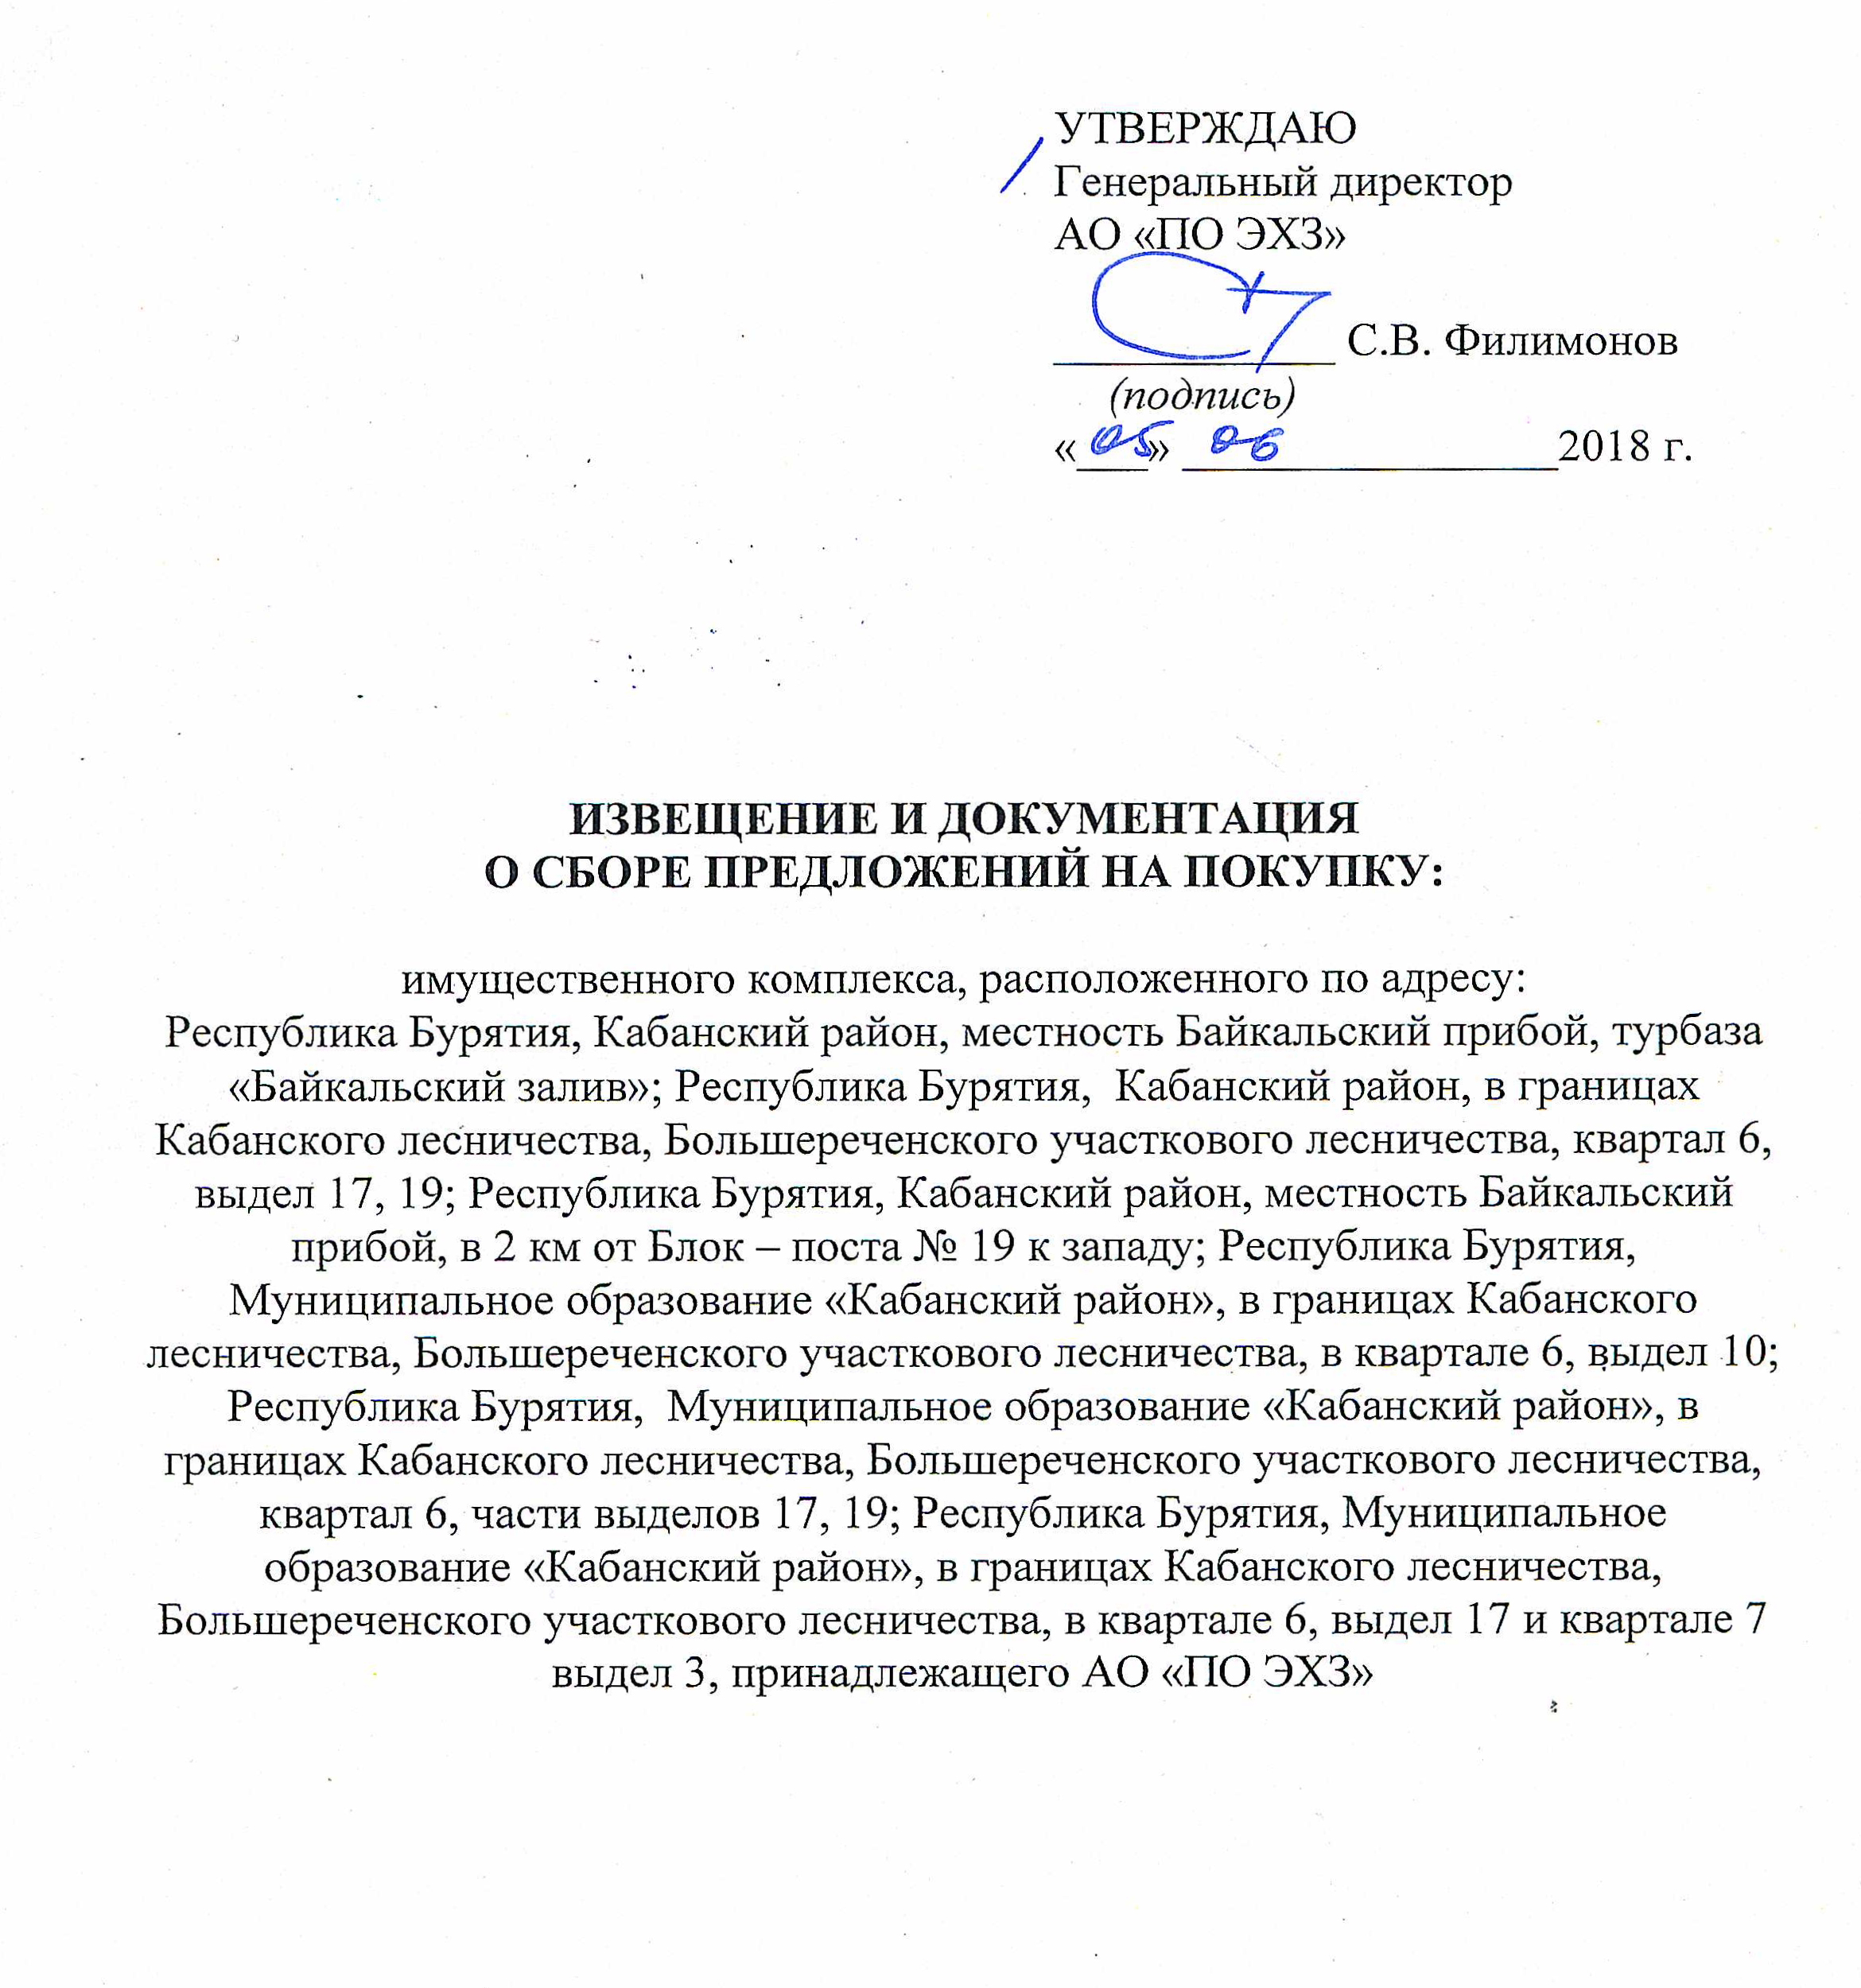 УТВЕРЖДАЮ
Генеральный директор
АО «ПО ЭХЗ»
______________ С.В. Филимонов
(подпись)
«05» 06 2018 г.
ИЗВЕЩЕНИЕ И ДОКУМЕНТАЦИЯ
О СБОРЕ ПРЕДЛОЖЕНИЙ НА ПОКУПКУ:
имущественного комплекса, расположенного по адресу:
Республика Бурятия, Кабанский район, местность Байкальский прибой, турбаза
«Байкальский залив»; Республика Бурятия, Кабанский район, в границах
Кабанского лесничества, Большереченского участкового лесничества, квартал 6,
выдел 17, 19; Республика Бурятия, Кабанский район, местность Байкальский
прибой, в 2 км от Блок – поста № 19 к западу; Республика Бурятия,
Муниципальное образование «Кабанский район», в границах Кабанского
лесничества, Большереченского участкового лесничества, в квартале 6, выдел 10;
Республика Бурятия, Муниципальное образование «Кабанский район», в
границах Кабанского лесничества, Большереченского участкового лесничества,
квартал 6, части выделов 17, 19; Республика Бурятия, Муниципальное
образование «Кабанский район», в границах Кабанского лесничества,
Большереченского участкового лесничества, в квартале 6, выдел 17 и квартале 7
выдел 3, принадлежащего АО «ПО ЭХЗ»